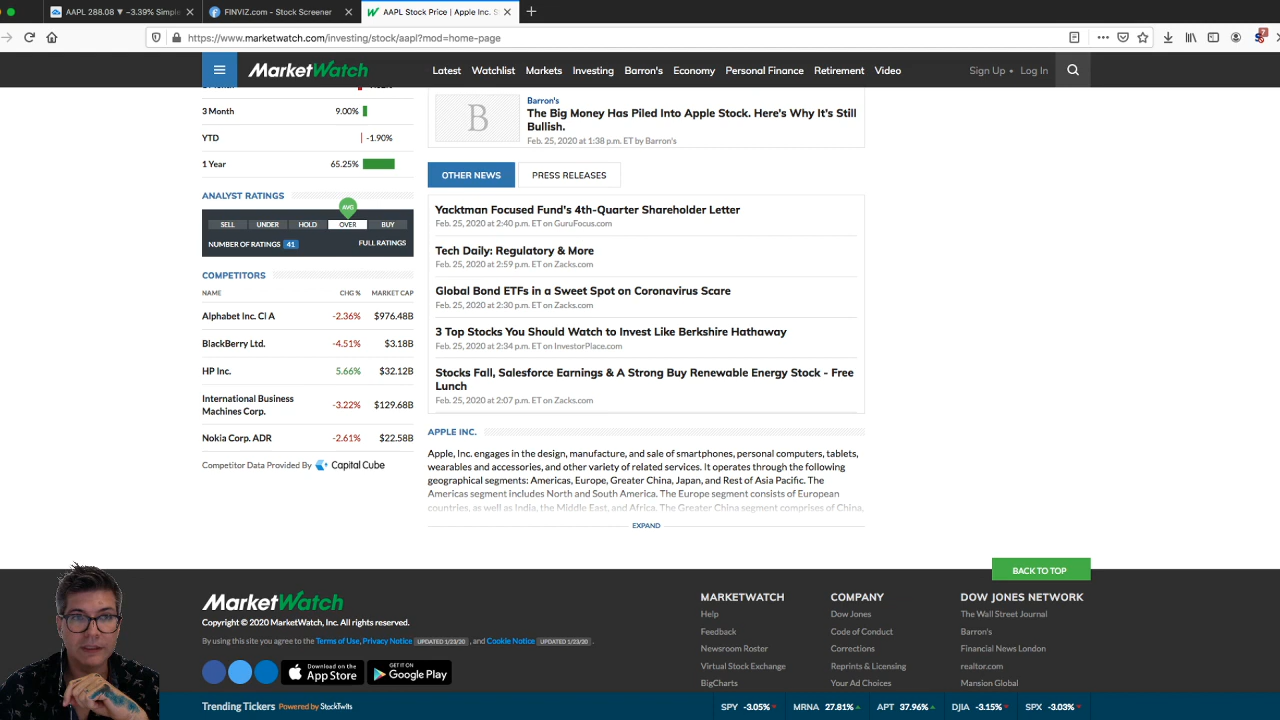 AAPL 288.08 ▼ −3.39% Simple
FINVIZ.com - Stock Screener
AAPL Stock Price | Apple Inc. S
https://www.marketwatch.com/investing/stock/aapl?mod=home-page
MarketWatch
Latest Watchlist Markets Investing Barron's Economy Personal Finance Retirement Video
Sign Up • Log In
3 Month 9.00%
YTD -1.90%
1 Year 65.25%
ANALYST RATINGS
AVG
SELL UNDER HOLD OVER BUY
NUMBER OF RATINGS 41 FULL RATINGS
COMPETITORS
NAME CHG % MARKET CAP
Alphabet Inc. Cl A -2.36% $976.48B
BlackBerry Ltd. -4.51% $3.18B
HP Inc. 5.66% $32.12B
International Business
Machines Corp. -3.22% $129.68B
Nokia Corp. ADR -2.61% $22.58B
Competitor Data Provided By Capital Cube
B
Barron's
The Big Money Has Piled Into Apple Stock. Here's Why It's Still
Bullish.
Feb. 25, 2020 at 1:38 p.m. ET by Barron's
OTHER NEWS PRESS RELEASES
Yacktman Focused Fund's 4th-Quarter Shareholder Letter
Feb. 25, 2020 at 2:40 p.m. ET on GuruFocus.com
Tech Daily: Regulatory & More
Feb. 25, 2020 at 2:59 p.m. ET on Zacks.com
Global Bond ETFs in a Sweet Spot on Coronavirus Scare
Feb. 25, 2020 at 2:30 p.m. ET on Zacks.com
3 Top Stocks You Should Watch to Invest Like Berkshire Hathaway
Feb. 25, 2020 at 2:34 p.m. ET on InvestorPlace.com
Stocks Fall, Salesforce Earnings & A Strong Buy Renewable Energy Stock - Free
Lunch
Feb. 25, 2020 at 2:07 p.m. ET on Zacks.com
APPLE INC.
Apple, Inc. engages in the design, manufacture, and sale of smartphones, personal computers, tablets,
wearables and accessories, and other variety of related services. It operates through the following
geographical segments: Americas, Europe, Greater China, Japan, and Rest of Asia Pacific. The
Americas segment includes North and South America. The Europe segment consists of European
countries, as well as India, the Middle East, and Africa. The Greater China segment comprises of China,
EXPAND
BACK TO TOP
MarketWatch
Copyright © 2020 MarketWatch, Inc. All rights reserved.
By using this site you agree to the Terms of Use, Privacy Notice UPDATED 1/23/20 , and Cookie Notice UPDATED 1/23/20 .
Download on the
App Store
GET IT ON
Google Play
MARKETWATCH
Help
Feedback
Newsroom Roster
Virtual Stock Exchange
BigCharts
COMPANY
Dow Jones
Code of Conduct
Corrections
Reprints & Licensing
Your Ad Choices
DOW JONES NETWORK
The Wall Street Journal
Barron's
Financial News London
realtor.com
Mansion Global
Trending Tickers Powered by StockTwits
SPY -3.05% MRNA 27.81% APT 37.96% DJIA -3.15% SPX -3.03%